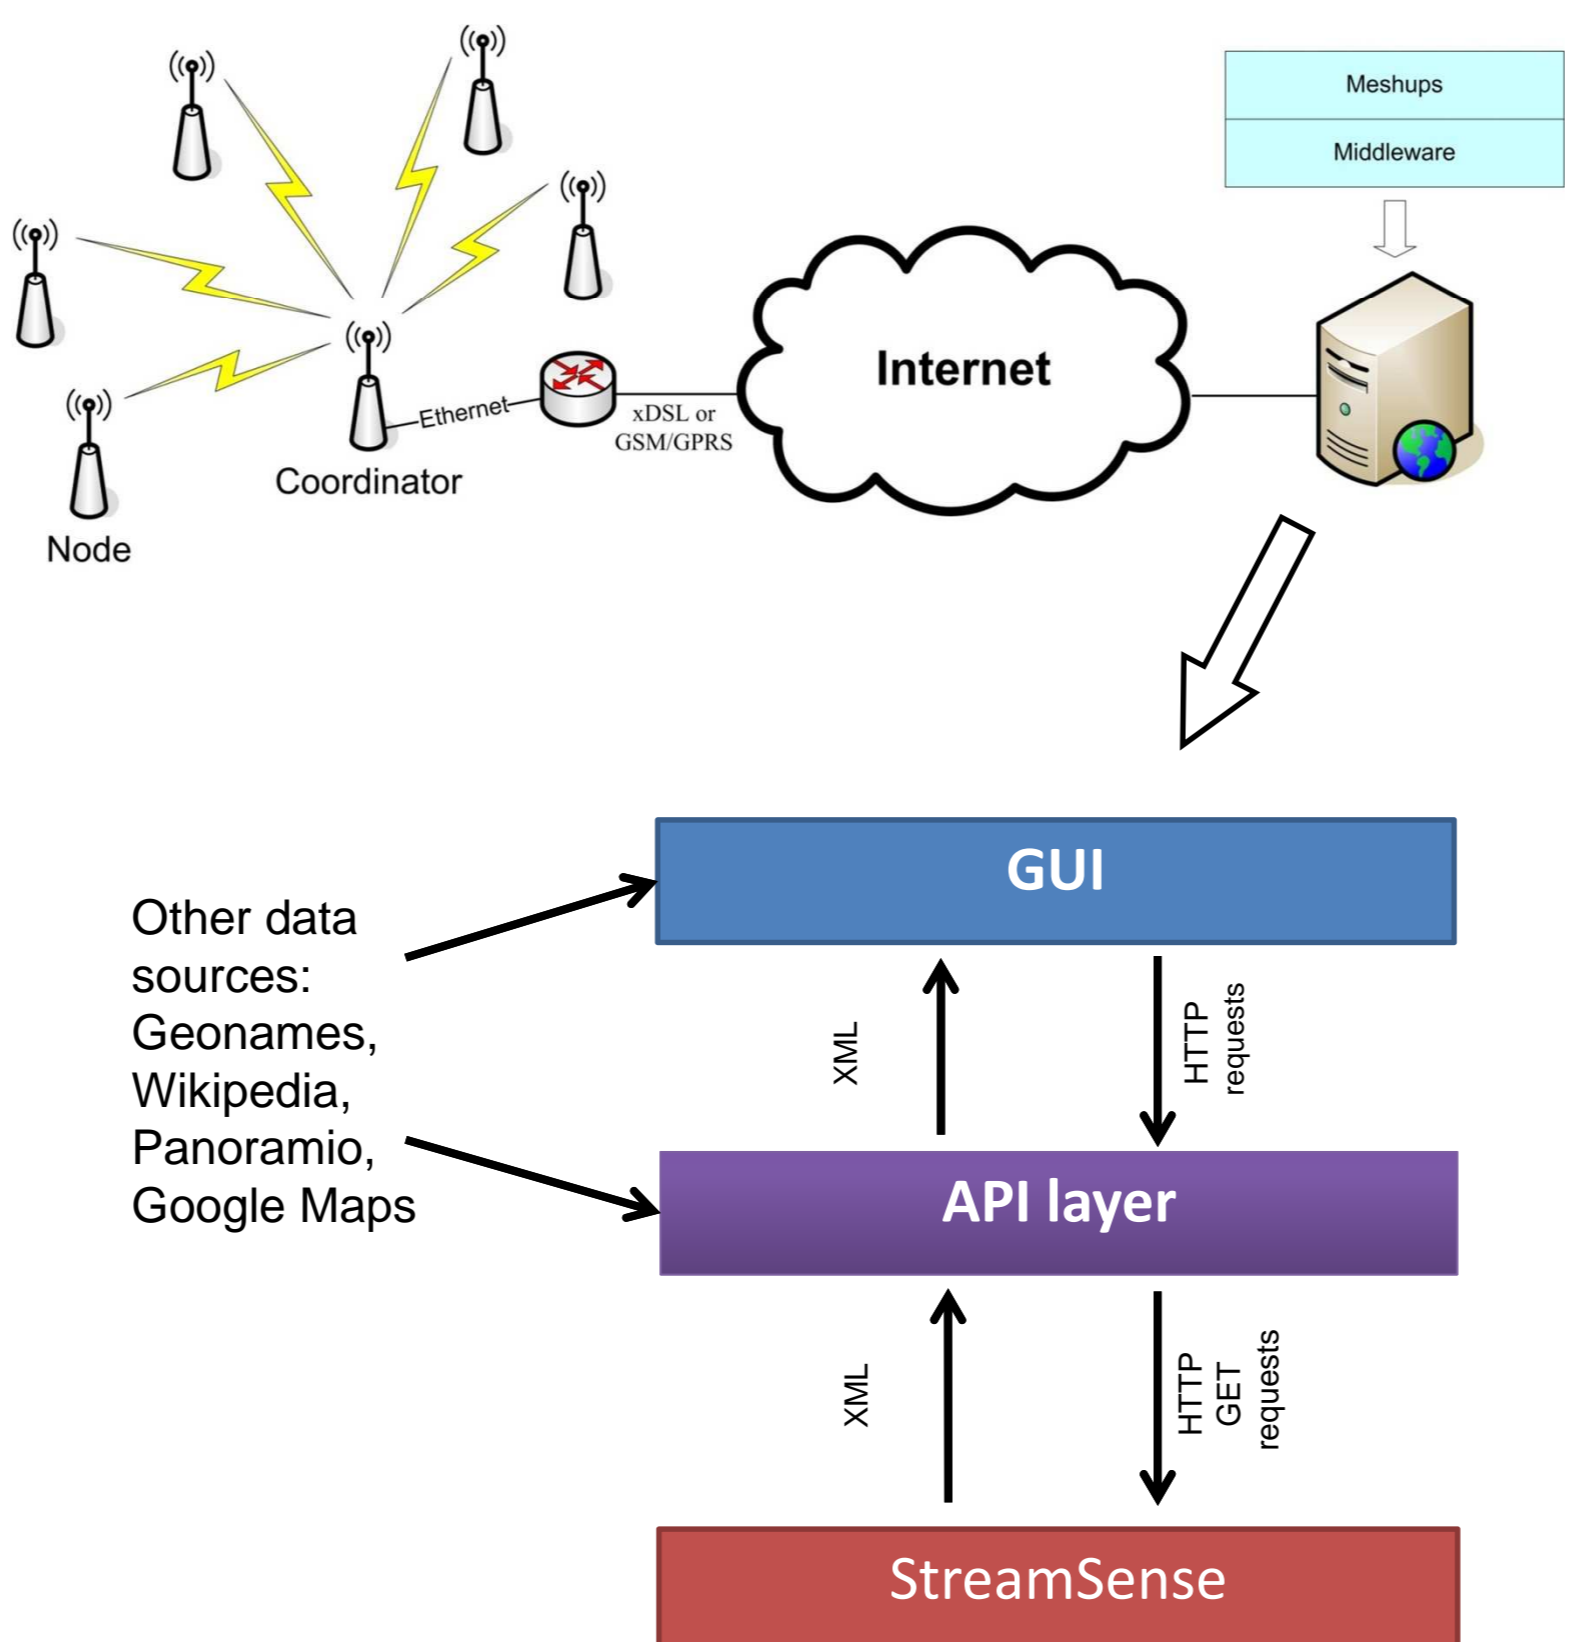 Meshups
Middleware
Internet
Ethernet
xDSL or
GSM/GPRS
Coordinator
Node
GUI
Other data
sources:
Geonames,
Wikipedia,
Panoramio,
Google Maps
XML
HTTP
requests
API layer
XML
HTTP
GET
requests
StreamSense